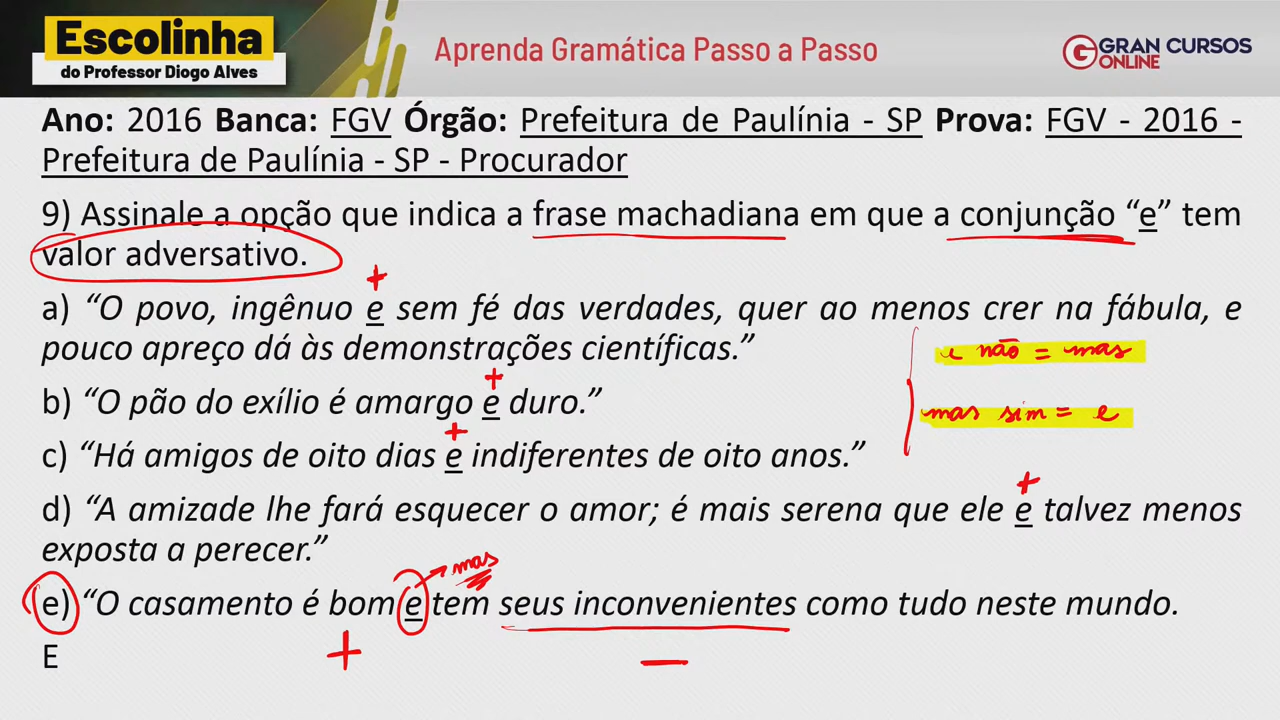 Escolinha
do Professor Diogo Alves
Aprenda Gramática Passo a Passo
GRAN CURSOS
ONLINE
Ano: 2016 Banca: FGV Órgão: Prefeitura de Paulínia - SP Prova: FGV - 2016 -
Prefeitura de Paulínia - SP - Procurador
9) Assinale a opção que indica a frase machadiana em que a conjunção “e” tem
valor adversativo.
+
a) “O povo, ingênuo e sem fé das verdades, quer ao menos crer na fábula, e
pouco apreço dá às demonstrações científicas.”
e não = mas
+
b) “O pão do exílio é amargo e duro.”
mas sim = e
+
c) “Há amigos de oito dias e indiferentes de oito anos.”
+
d) “A amizade lhe fará esquecer o amor; é mais serena que ele e talvez menos
exposta a perecer.”
mas
e) “O casamento é bom e tem seus inconvenientes como tudo neste mundo.
E
+ −